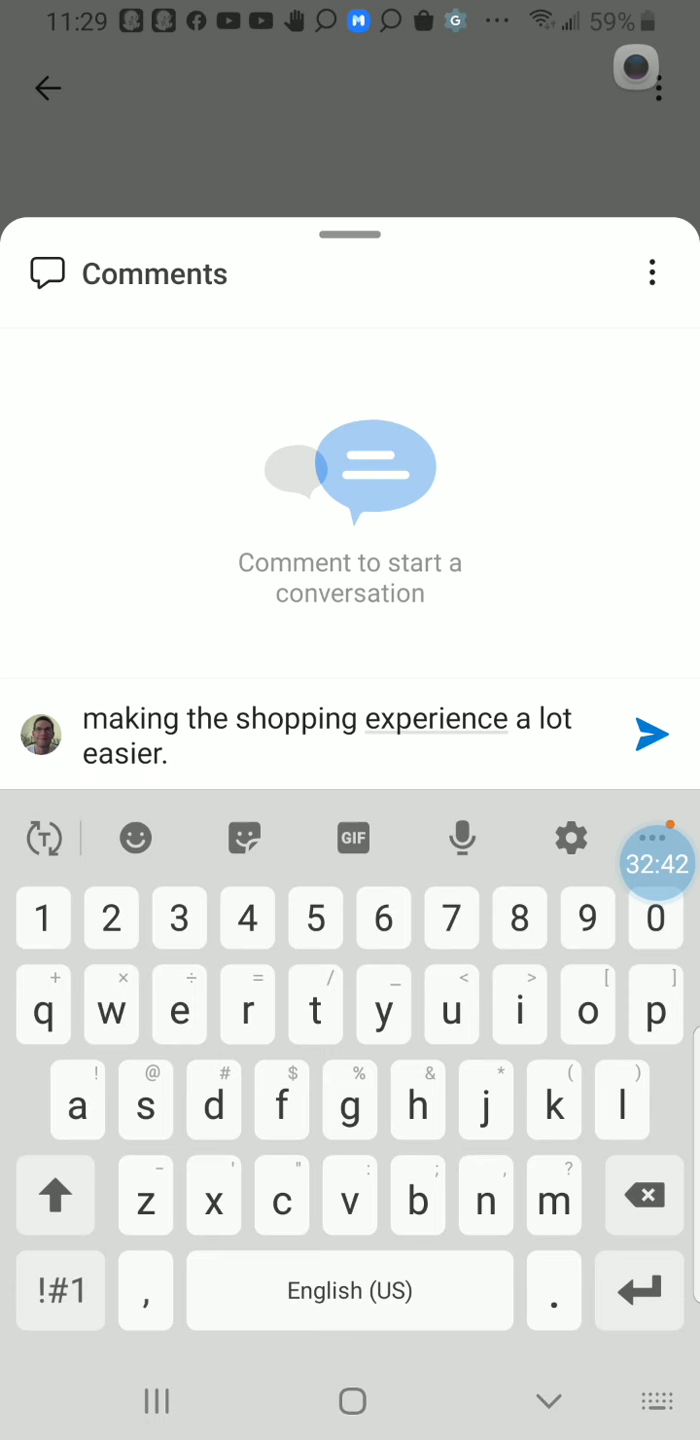 11:29 59%
Comments
Comment to start a
conversation
making the shopping experience a lot
easier.
GIF
32:42
1 2 3 4 5 6 7 8 9 0
+ × ÷ = / _ < > [ ]
q w e r t y u i o p
! @ # $ % & * ( )
a s d f g h j k l
- ' " : ; , ?
z x c v b n m
!#1 , English (US) .